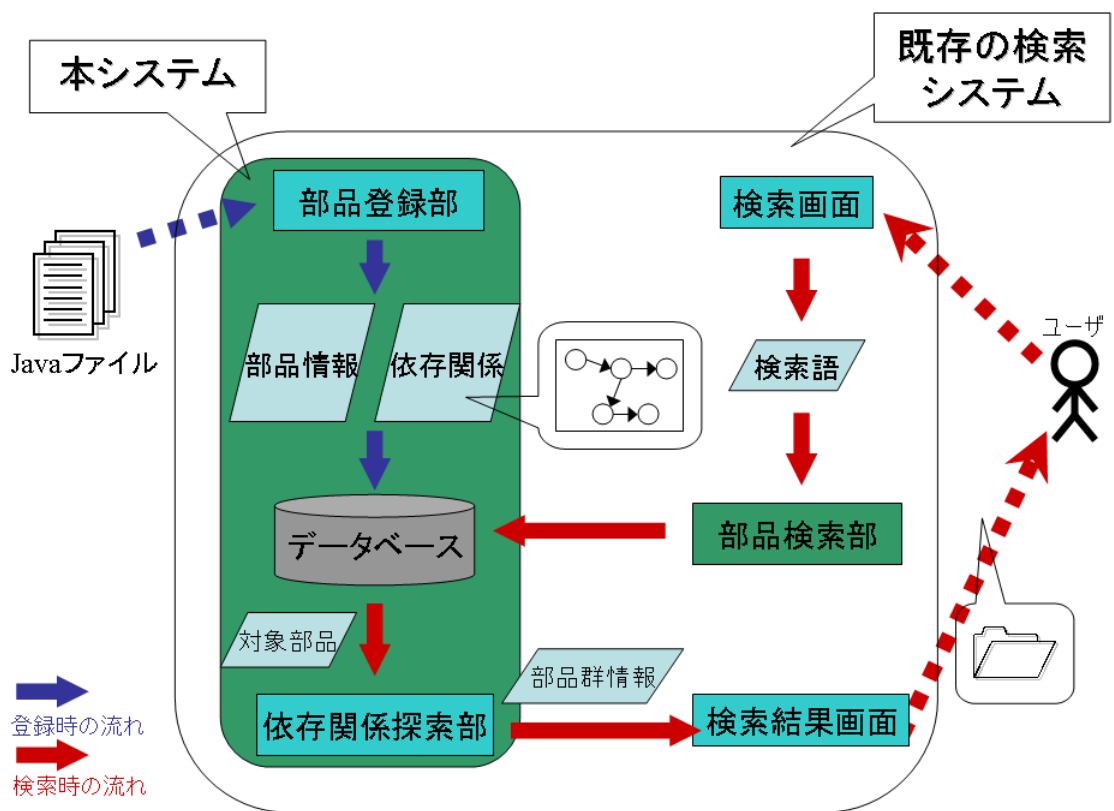 本システム
既存の検索
システム
部品登録部
検索画面
Javaファイル
部品情報
依存関係
検索語
ユーザ
データベース
部品検索部
対象部品
部品群情報
依存関係探索部
検索結果画面
登録時の流れ
検索時の流れ